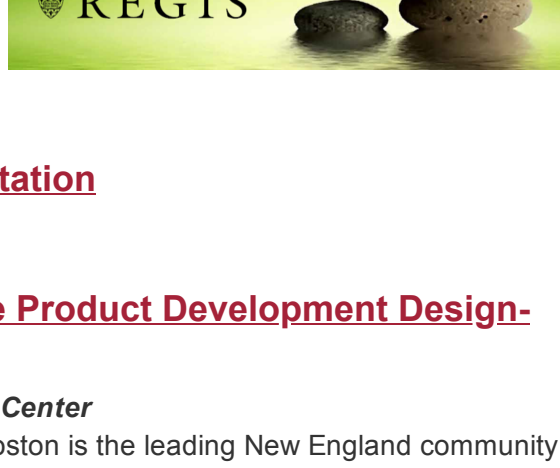 REGIS
tation
e Product Development Design-
Center
oston is the leading New England community